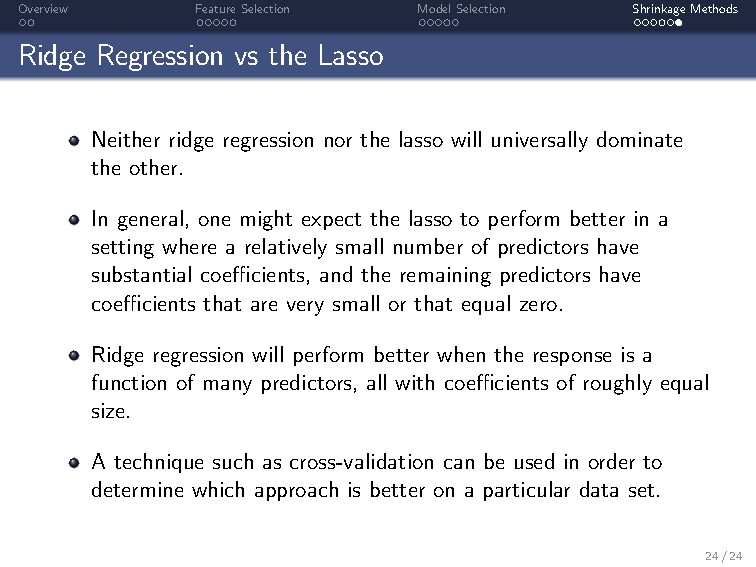 Overview Feature Selection Model Selection Shrinkage Methods
Ridge Regression vs the Lasso
Neither ridge regression nor the lasso will universally dominate
the other.
In general, one might expect the lasso to perform better in a
setting where a relatively small number of predictors have
substantial coefficients, and the remaining predictors have
coefficients that are very small or that equal zero.
Ridge regression will perform better when the response is a
function of many predictors, all with coefficients of roughly equal
size.
A technique such as cross-validation can be used in order to
determine which approach is better on a particular data set.
24 / 24